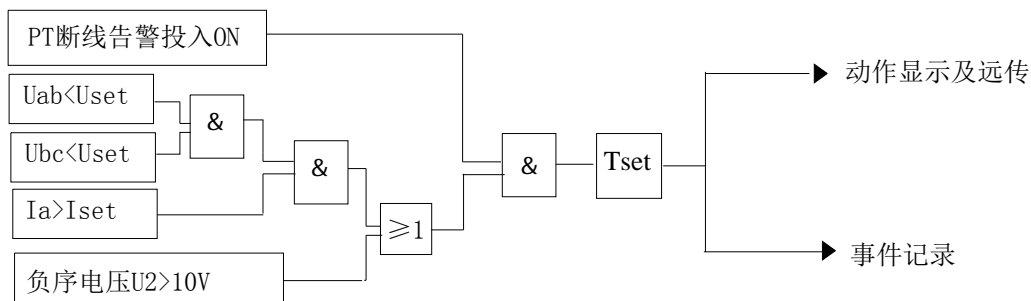 PT断线告警投入ON
动作显示及远传
Uab<Uset
&
Ubc<Uset
&
&
Tset
Ia>Iset
≥1
负序电压U2>10V
事件记录